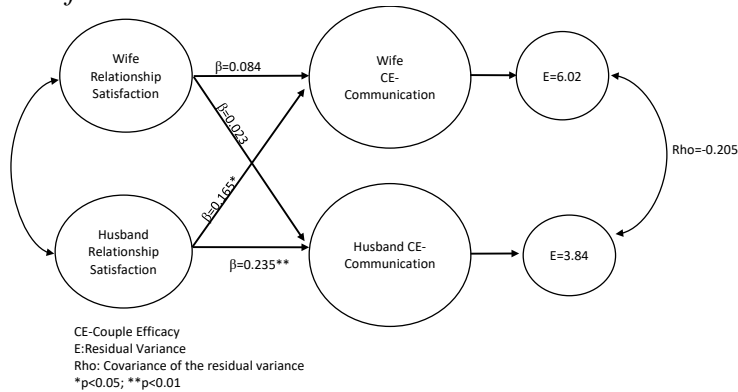 Wife
Relationship
Satisfaction
β=0.084
Wife
CE-
Communication
E=6.02
β=0.023
Rho=-0.205
β=0.165*
Husband
Relationship
Satisfaction
β=0.235**
Husband CE-
Communication
E=3.84
CE-Couple Efficacy
E:Residual Variance
Rho: Covariance of the residual variance
*p<0.05; **p<0.01